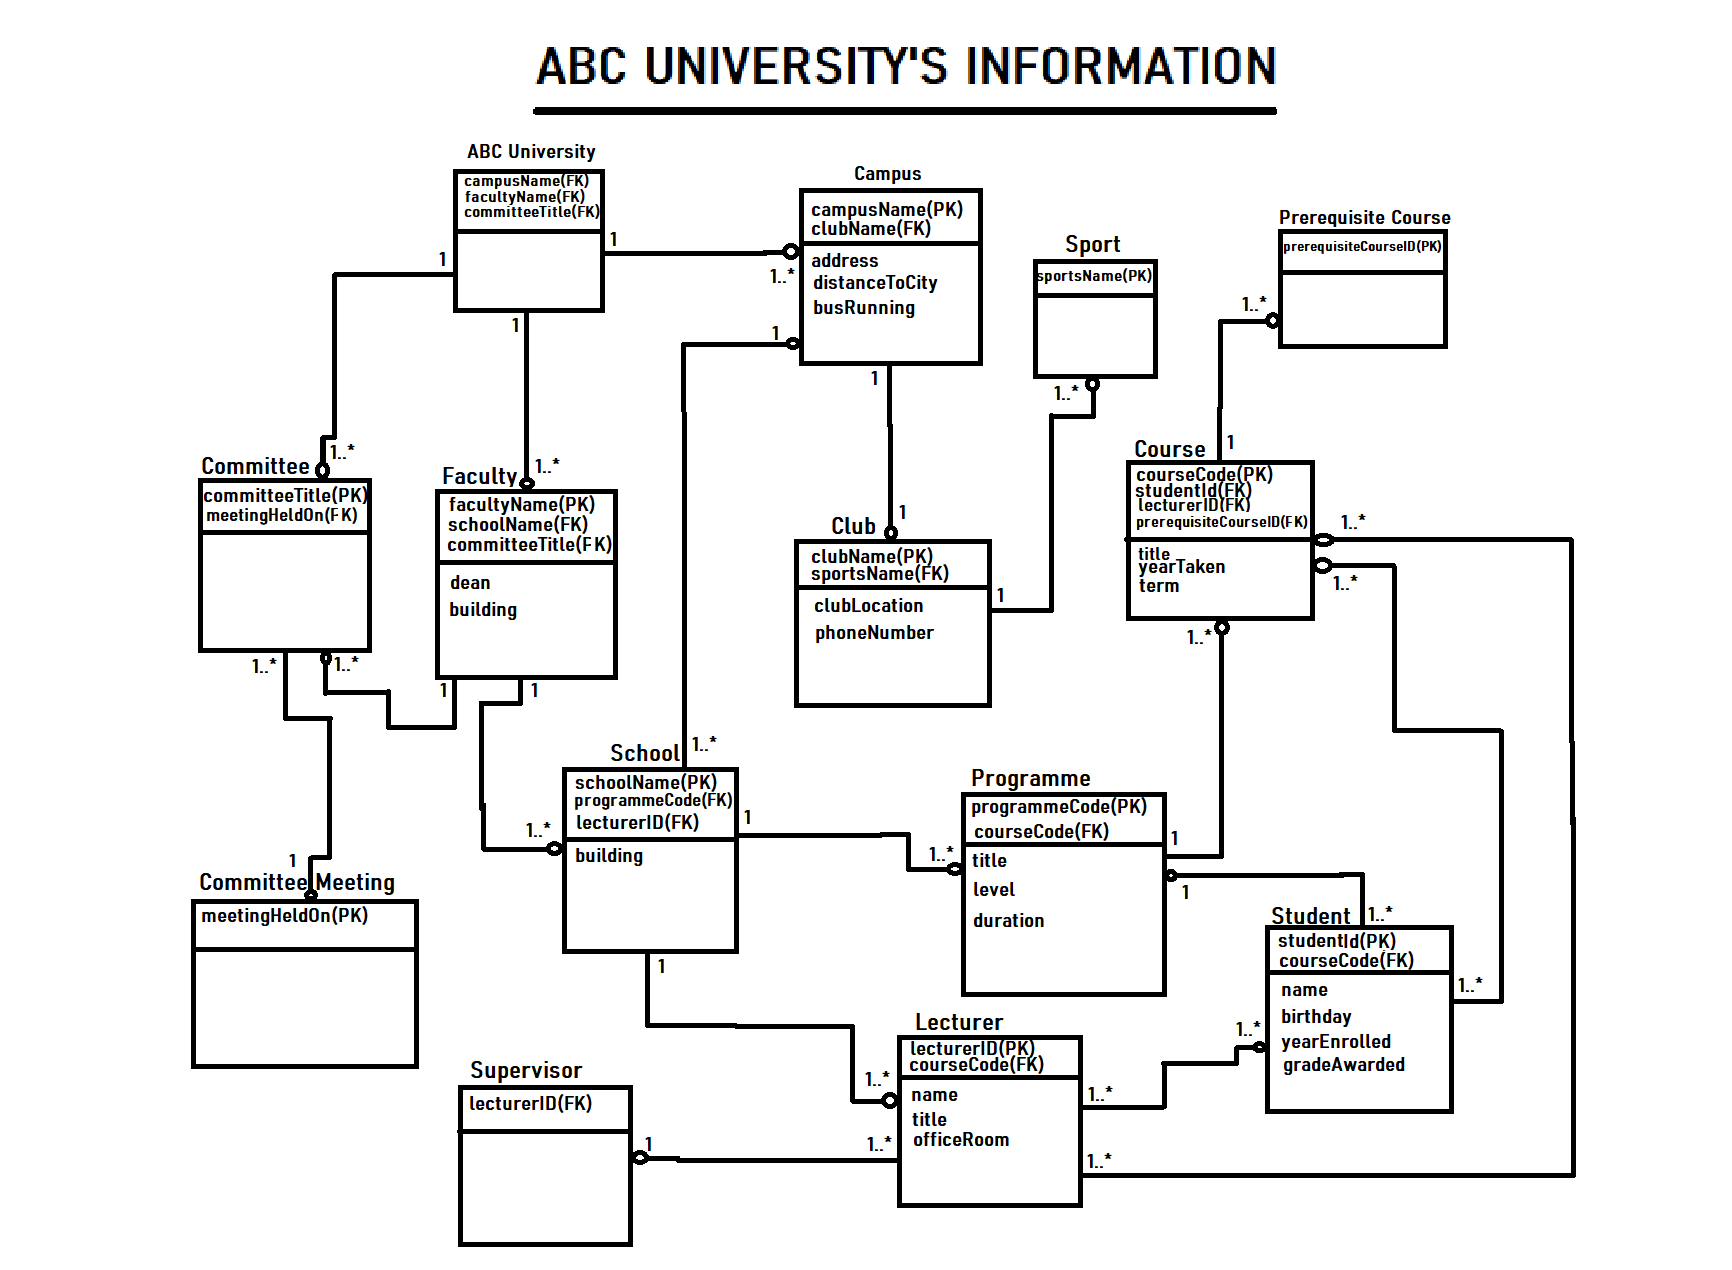 ABC UNIVERSITY'S INFORMATION
ABC University
campusName(FK)
facultyName(FK)
committeeTitle(FK)
1
1
1
Campus
campusName(PK)
clubName(FK)
address
distanceToCity
busRunning
1..*
1
1
Sport
sportsName(PK)
1..*
Prerequisite Course
prerequisiteCourseID(PK)
1..*
1
Committee
1..*
committeeTitle(PK)
meetingHeldOn(FK)
1..*
1..*
Faculty
1..*
facultyName(PK)
schoolName(FK)
committeeTitle(FK)
dean
building
1
1
Club
1
clubName(PK)
sportsName(FK)
clubLocation
phoneNumber
1
Course
courseCode(PK)
studentId(FK)
lecturerID(FK)
prerequisiteCourseID(FK)
title
yearTaken
term
1..*
1..*
1..*
School
1..*
schoolName(PK)
programmeCode(FK)
lecturerID(FK)
building
1..*
1
1
Programme
programmeCode(PK)
courseCode(FK)
title
level
duration
1..*
1
1
Committee Meeting
1
meetingHeldOn(PK)
Student
1..*
studentId(PK)
courseCode(FK)
name
birthday
yearEnrolled
gradeAwarded
1..*
1..*
Lecturer
lecturerID(PK)
courseCode(FK)
name
title
officeRoom
1..*
1..*
1..*
1..*
Supervisor
lecturerID(FK)
1